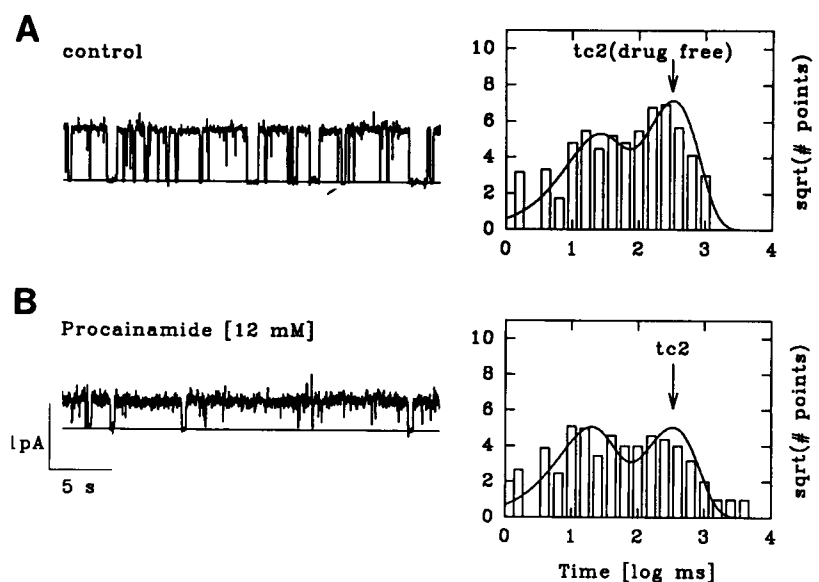 A
control
tc2(drug free)
10
8
6
4
2
0
0 1 2 3 4
sqrt(# points)
B
Procainamide [12 mM]
1pA
5 s
tc2
10
8
6
4
2
0
0 1 2 3 4
sqrt(# points)
Time [log ms]